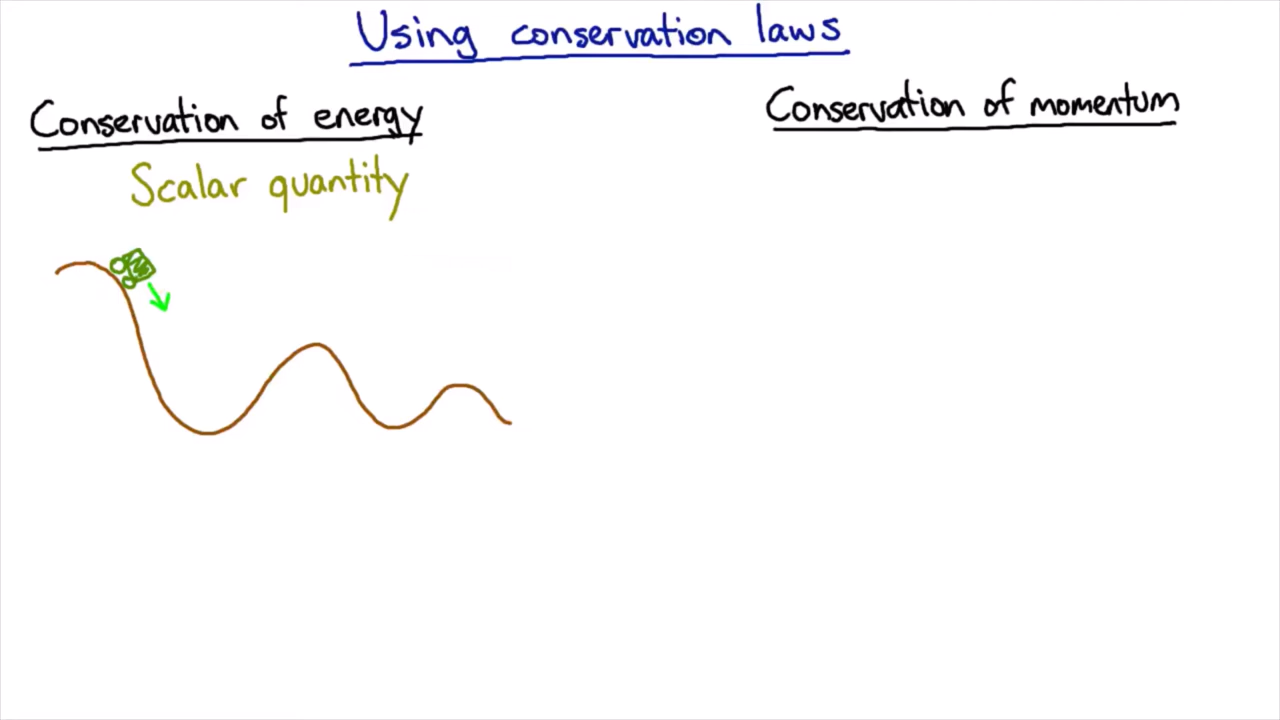 Using conservation laws
Conservation of energy
Conservation of momentum
Scalar quantity